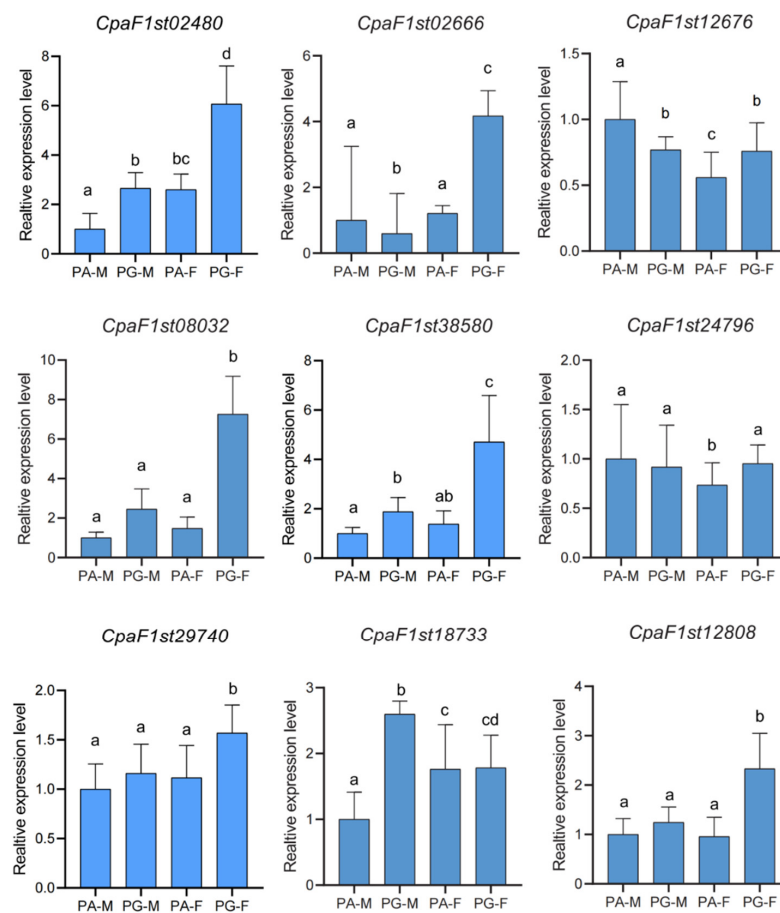 CpaF1st02480
Realtive expression level
8
6
4
2
0
a
b
bc
d
PA-M PG-M PA-F PG-F
CpaF1st02666
Realtive expression level
6
4
2
0
a
b
a
c
PA-M PG-M PA-F PG-F
CpaF1st12676
Realtive expression level
1.5
1.0
0.5
0.0
a
b
c
b
PA-M PG-M PA-F PG-F
CpaF1st08032
Realtive expression level
10
8
6
4
2
0
a
a
a
b
PA-M PG-M PA-F PG-F
CpaF1st38580
Realtive expression level
8
6
4
2
0
a
b
ab
c
PA-M PG-M PA-F PG-F
CpaF1st24796
Realtive expression level
2.0
1.5
1.0
0.5
0.0
a
a
b
a
PA-M PG-M PA-F PG-F
CpaF1st29740
Realtive expression level
2.0
1.5
1.0
0.5
0.0
a
a
a
b
PA-M PG-M PA-F PG-F
CpaF1st18733
Realtive expression level
3
2
1
0
a
b
c
cd
PA-M PG-M PA-F PG-F
CpaF1st12808
Realtive expression level
4
3
2
1
0
a
a
a
b
PA-M PG-M PA-F PG-F